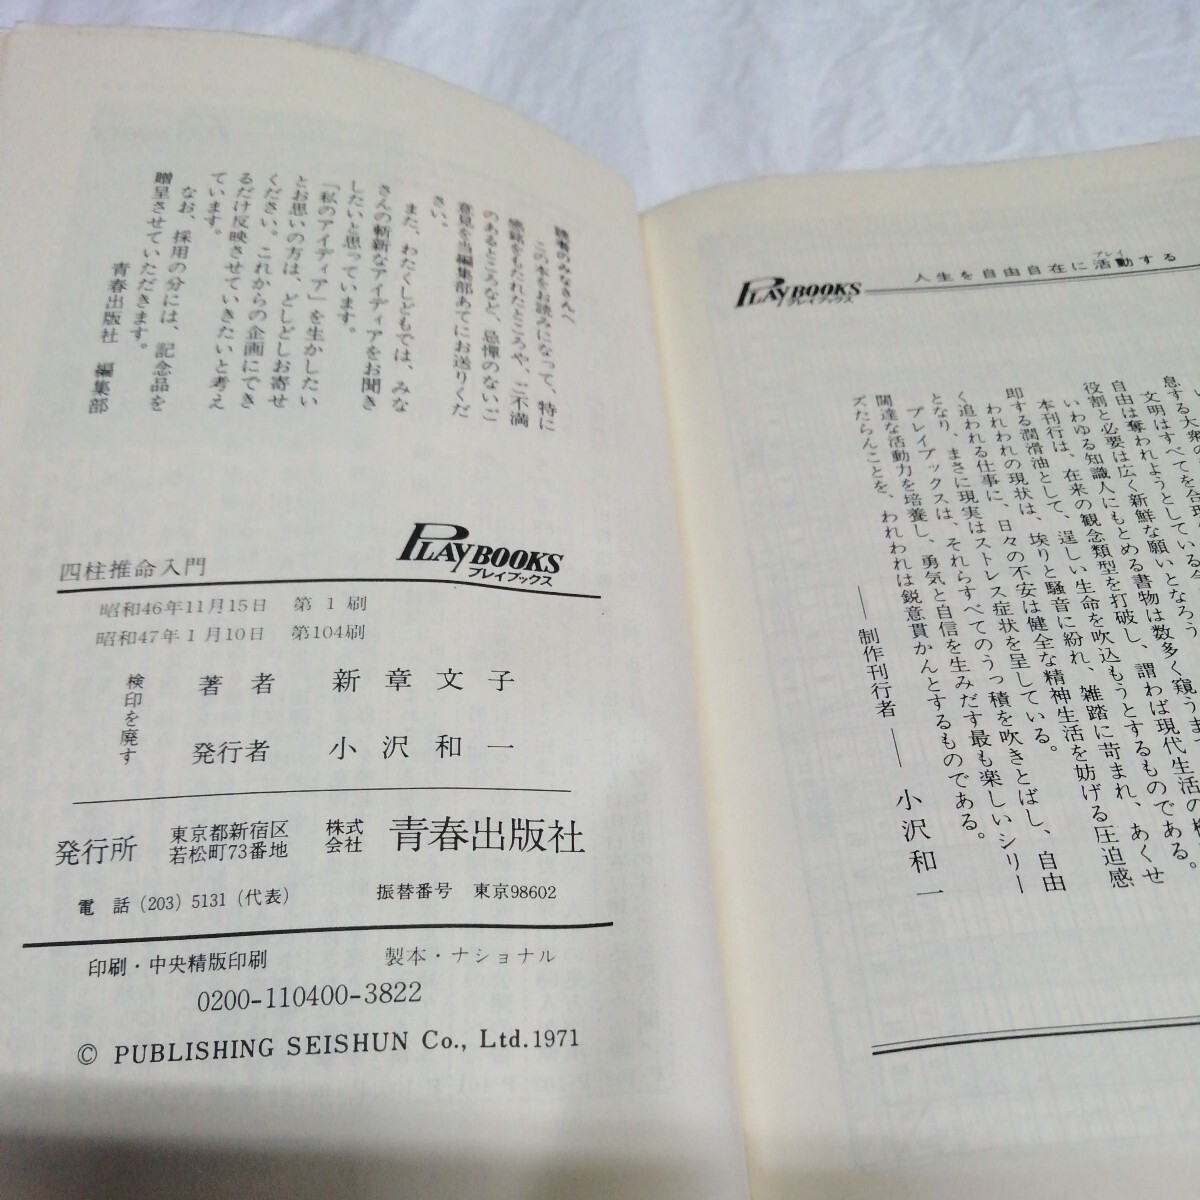 読者のみなさんへ
この本をお読みになって、特に
興味をもたれたところや、ご不満
のあるところなど、忌憚のないご
意見を当編集部あてにお送りくだ
さい。
また、わたくしどもでは、みな
さんの斬新なアイディアをお聞き
したいと思っています。
「私のアイディア」を生かしたい
とお思いの方は、どしどしお寄せ
ください。これからの企画にでき
るだけ反映させていきたいと考え
ています。
なお、採用の分には、記念品を
贈呈させていただきます。
青春出版社 編集部
PLAY BOOKS
プレイブックス
四柱推命入門
昭和46年11月15日 第1刷
昭和47年1月10日 第104刷
検印を廃す
著者 新章文子
発行者 小沢和一
発行所 東京都新宿区若松町73番地 株式会社 青春出版社
電話 (203) 5131 (代表) 振替番号 東京98602
印刷・中央精版印刷 製本・ナショナル
0200-110400-3822
© PUBLISHING SEISHUN Co., Ltd. 1971
PLAY BOOKS
プレイブックス
人生を自由自在に活動する
プレイ
息する大衆の
文明はすべてを合理
自由は奪われようとしている
役割と必要は広く新鮮な願いとなろう
いわゆる知識人にもとめる書物は数多く窺うま
本刊行は、在来の観念類型を打破し、謂わば現代生活の
即する潤滑油として、逞しい生命を吹込もうとするものである。
われわれの現状は、埃りと騒音に紛れ、雑踏に苛まれ、あくせ
く追われる仕事に、日々の不安は健全な精神生活を妨げる圧迫感
となり、まさに現実はストレス症状を呈している。
プレイブックスは、それらすべてのうっ積を吹きとばし、自由
闊達な活動力を培養し、勇気と自信を生みだす最も楽しいシリー
ズたらんことを、われわれは鋭意貫かんとするものである。
——制作刊行者—— 小沢和一